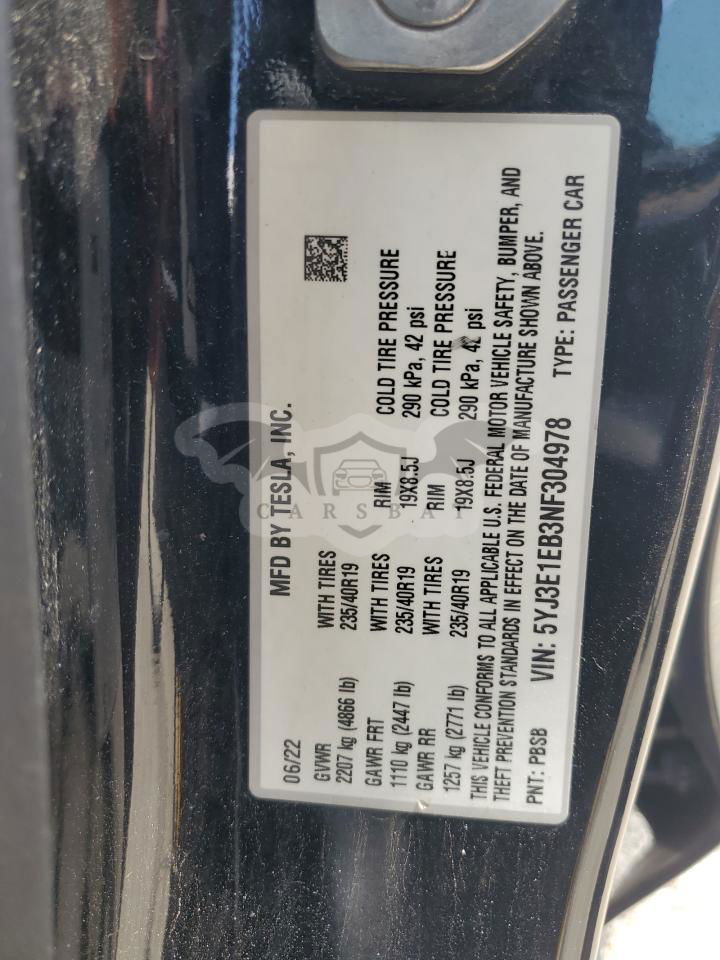 06/22 MFD BY TESLA, INC.
GVWR WITH TIRES
2207 kg (4866 lb) 235/40R19
GAWR FRT WITH TIRES RIM COLD TIRE PRESSURE
1110 kg (2447 lb) 235/40R19 19X8.5J 290 kPa, 42 psi
GAWR RR WITH TIRES RIM COLD TIRE PRESSURE
1257 kg (2771 lb) 235/40R19 19X8.5J 290 kPa, 42 psi
THIS VEHICLE CONFORMS TO ALL APPLICABLE U.S. FEDERAL MOTOR VEHICLE SAFETY, BUMPER, AND
THEFT PREVENTION STANDARDS IN EFFECT ON THE DATE OF MANUFACTURE SHOWN ABOVE.
PNT: PBSB VIN: 5YJ3E1EB3NF304978 TYPE: PASSENGER CAR
CARSBAT